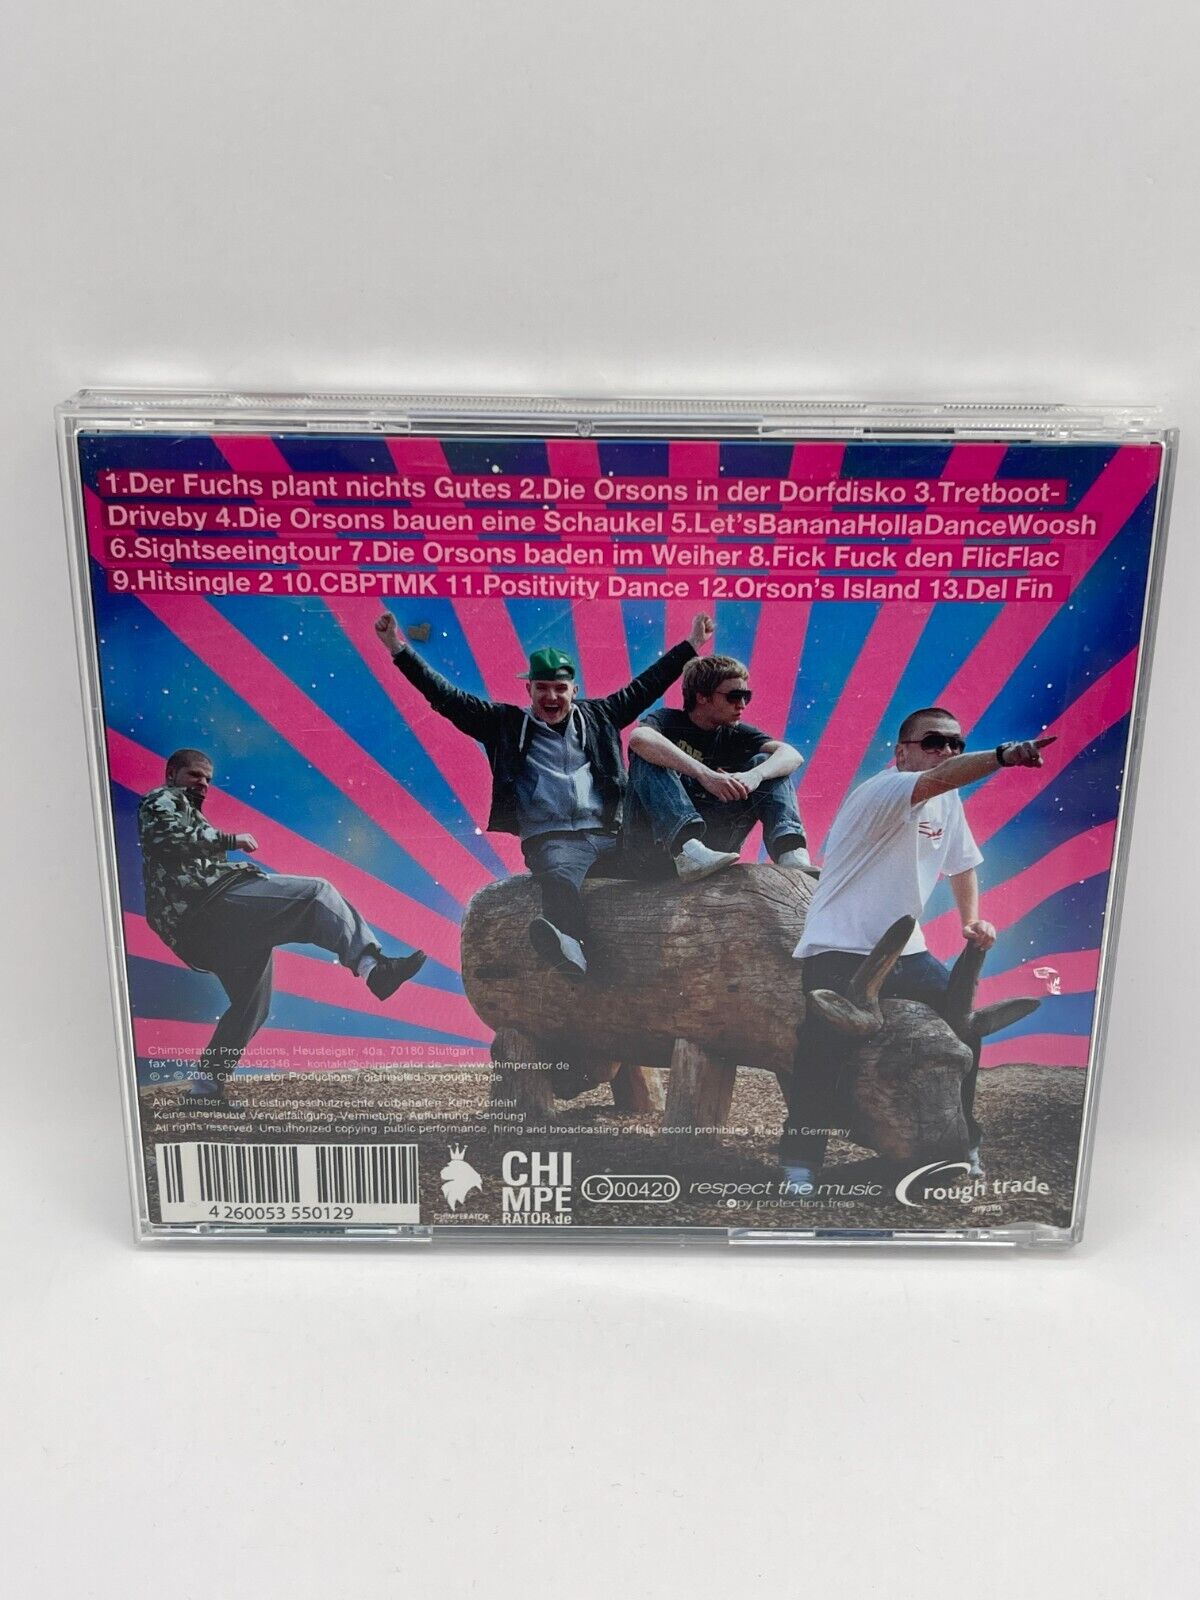 1.Der Fuchs plant nichts Gutes 2.Die Orsons in der Dorfdisko 3.Tretboot-
Driveby 4.Die Orsons bauen eine Schaukel 5.Let'sBananaHollaDanceWoosh
6.Sightseeingtour 7.Die Orsons baden im Weiher 8.Fick Fuck den FlicFlac
9.Hitsingle 2 10.CBPTMK 11.Positivity Dance 12.Orson's Island 13.Del Fin
Chimperator Productions, Heusteigstr. 40a, 70180 Stuttgart
fax**01212 – 5253-92346 – kontakt@chimperator.de – www.chimperator.de
℗ + © 2008 Chimperator Productions / distributed by rough trade
Alle Urheber- und Leistungsschutzrechte vorbehalten. Kein Verleih!
Keine unerlaubte Vervielfältigung, Vermietung, Aufführung, Sendung!
All rights reserved. Unauthorized copying, public performance, hiring and broadcasting of this record prohibited. Made in Germany
4 260053 550129
CHIMPERATOR
CHI
MPE
RATOR.de
LC 00420
respect the music
copy protection free
rough trade
arvato